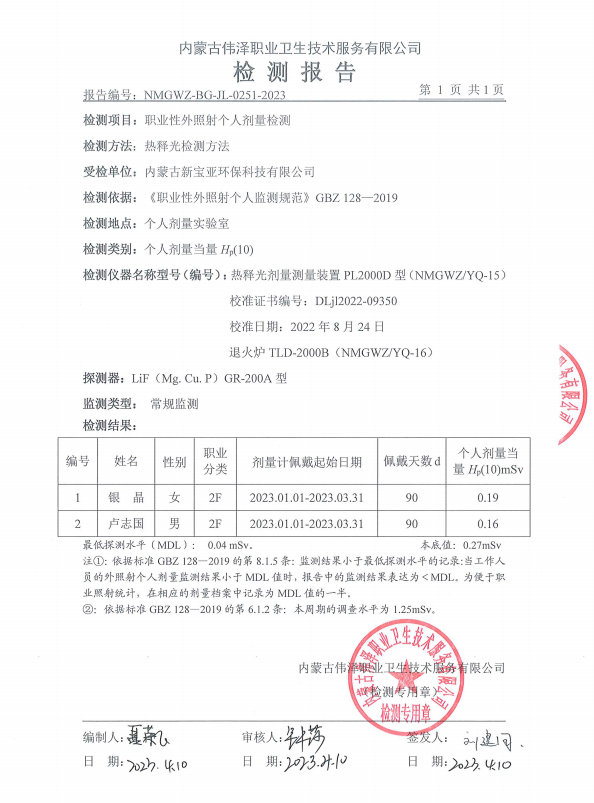 内蒙古伟泽职业卫生技术服务有限公司
检 测 报 告
报告编号：NMGWZ-BG-JL-0251-2023
第 1 页 共1页
检测项目：职业性外照射个人剂量检测
检测方法：热释光检测方法
受检单位：内蒙古新宝亚环保科技有限公司
检测依据：《职业性外照射个人监测规范》GBZ 128—2019
检测地点：个人剂量实验室
检测类别：个人剂量当量 Hp(10)
检测仪器名称型号（编号）：热释光剂量测量装置 PL2000D 型（NMGWZ/YQ-15）
校准证书编号：DLjl2022-09350
校准日期：2022 年 8 月 24 日
退火炉 TLD-2000B（NMGWZ/YQ-16）
探测器：LiF（Mg. Cu. P）GR-200A 型
监测类型： 常规监测
检测结果：
编号 姓名 性别 职业分类 剂量计佩戴起始日期 佩戴天数 d 个人剂量当量 Hp(10)mSv
1 银 晶 女 2F 2023.01.01-2023.03.31 90 0.19
2 卢志国 男 2F 2023.01.01-2023.03.31 90 0.16
最低探测水平（MDL）： 0.04 mSv。 本底值：0.27mSv
注①：依据标准 GBZ 128—2019 的第 8.1.5 条：监测结果小于最低探测水平的记录:当工作人
员的外照射个人剂量监测结果小于 MDL 值时，报告中的监测结果表达为＜MDL。为便于职
业照射统计，在相应的剂量档案中记录为 MDL 值的一半。
②：依据标准 GBZ 128—2019 的第 6.1.2 条：本周期的调查水平为 1.25mSv。
内蒙古伟泽职业卫生技术服务有限公司
（检测专用章）
内蒙古伟泽职业卫生技术服务有限公司
检测专用章
编制人： 审核人： 签发人：
日 期：2023.4.10 日 期：2023.4.10 日 期：2023.4.10